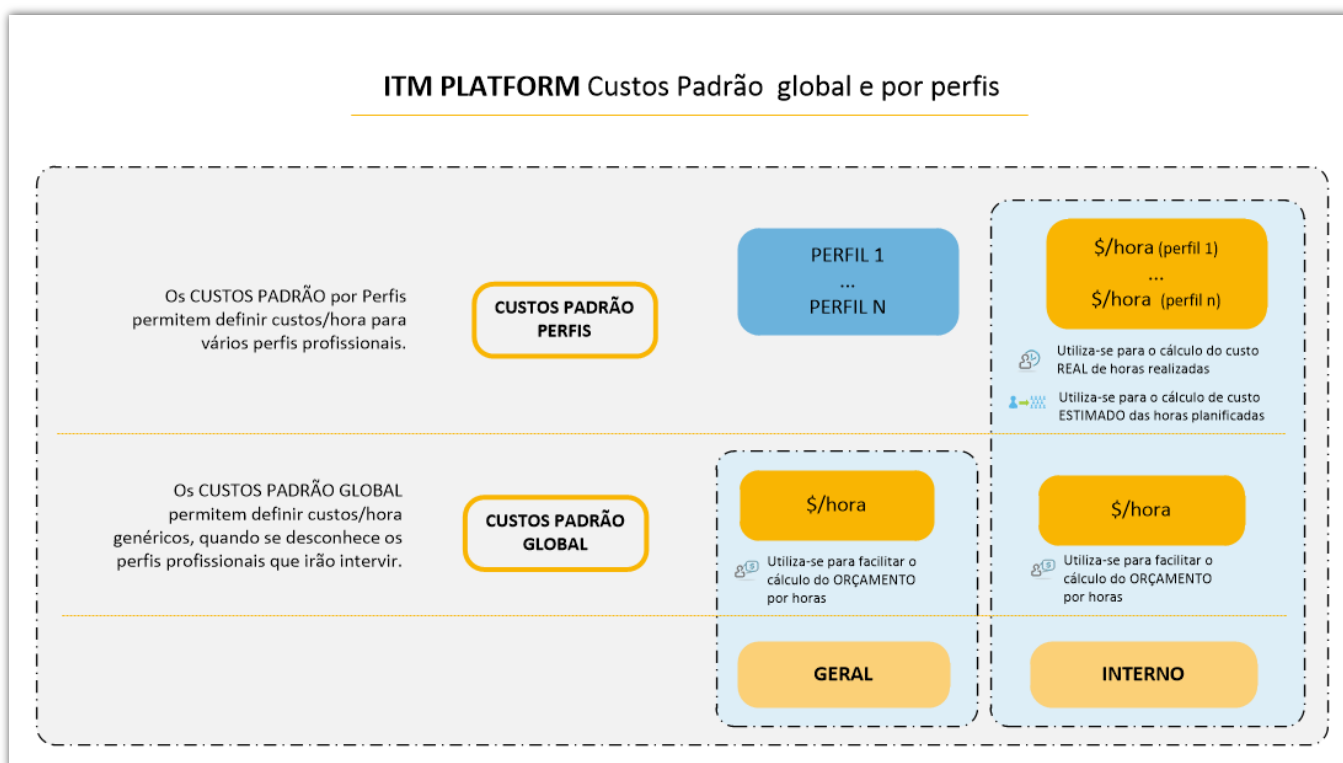 ITM PLATFORM Custos Padrão global e por perfis
Os CUSTOS PADRÃO por Perfis
permitem definir custos/hora para
vários perfis profissionais.
CUSTOS PADRÃO
PERFIS
PERFIL 1
...
PERFIL N
$/hora (perfil 1)
...
$/hora (perfil n)
Utiliza-se para o cálculo do custo
REAL de horas realizadas
Utiliza-se para o cálculo de custo
ESTIMADO das horas planificadas
Os CUSTOS PADRÃO GLOBAL
permitem definir custos/hora
genéricos, quando se desconhece os
perfis profissionais que irão intervir.
CUSTOS PADRÃO
GLOBAL
$/hora
Utiliza-se para facilitar o
cálculo do ORÇAMENTO
por horas
$/hora
Utiliza-se para facilitar o
cálculo do ORÇAMENTO
por horas
GERAL
INTERNO